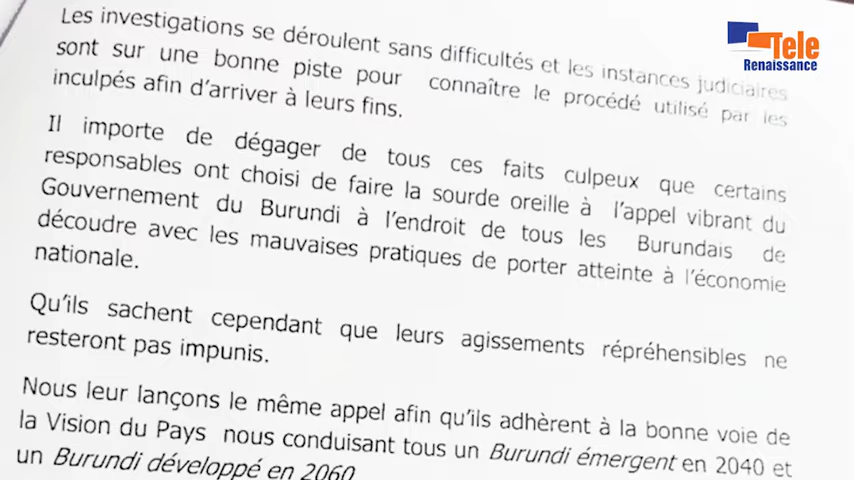 Les investigations se déroulent sans difficultés et les instances judiciaires
sont sur une bonne piste pour connaître le procédé utilisé par les
inculpés afin d'arriver à leurs fins.
Il importe de dégager de tous ces faits culpeux que certains
responsables ont choisi de faire la sourde oreille à l'appel vibrant du
Gouvernement du Burundi à l'endroit de tous les Burundais de
découdre avec les mauvaises pratiques de porter atteinte à l'économie
nationale.
Qu'ils sachent cependant que leurs agissements répréhensibles ne
resteront pas impunis.
Nous leur lançons le même appel afin qu'ils adhèrent à la bonne voie de
la Vision du Pays nous conduisant tous un Burundi émergent en 2040 et
un Burundi développé en 2060
Tele
Renaissance